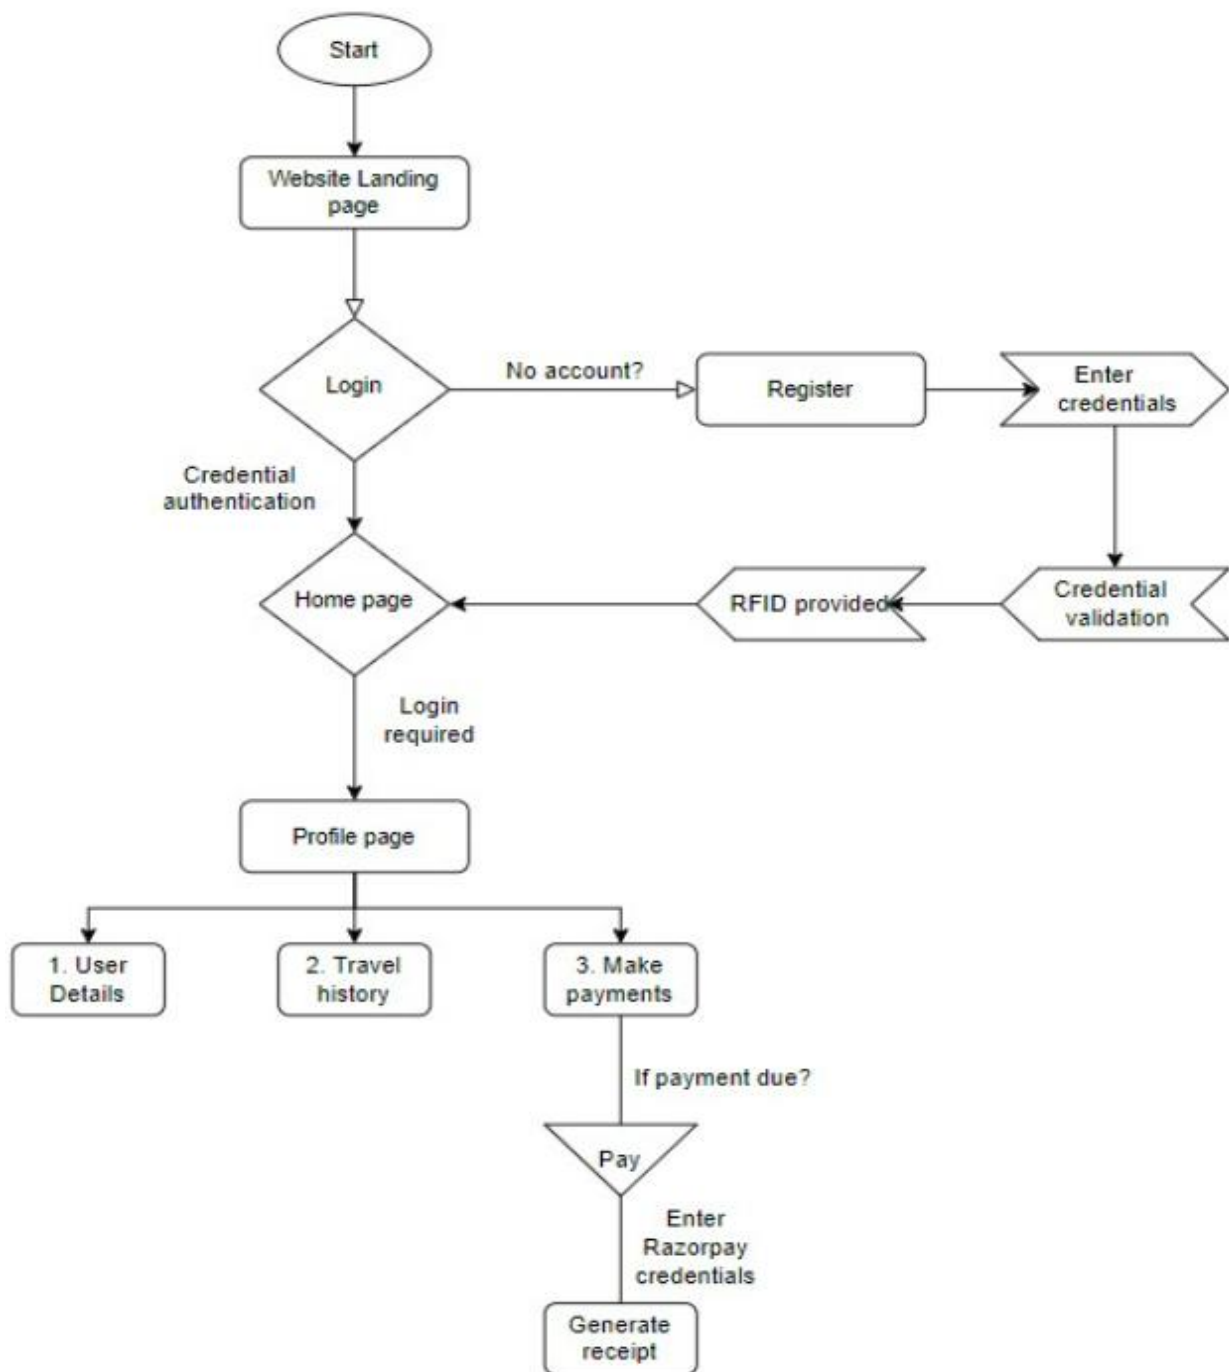 Start
Website Landing
page
Login
No account?
Register
Enter
credentials
Credential
authentication
Home page
RFID provided
Credential
validation
Login
required
Profile page
1. User
Details
2. Travel
history
3. Make
payments
If payment due?
Pay
Enter
Razorpay
credentials
Generate
receipt